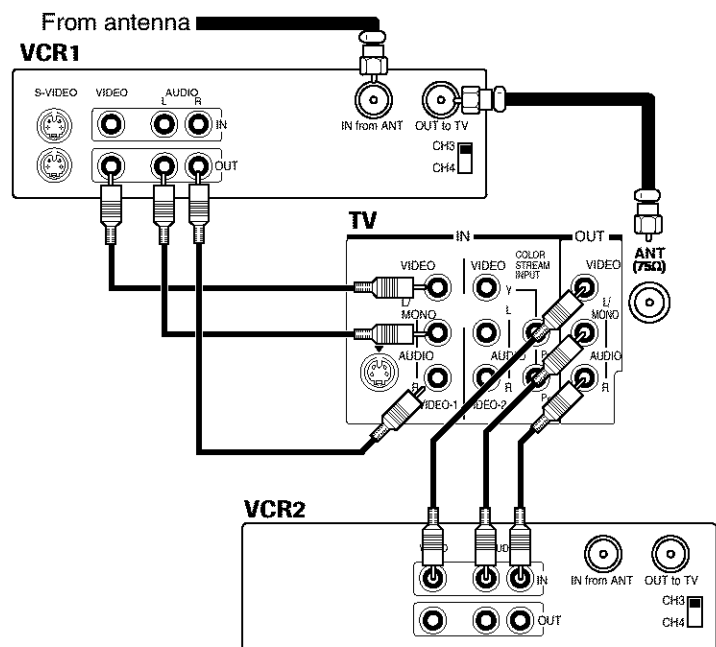 From antenna
VCR1
S-VIDEO VIDEO AUDIO
L R
IN
IN from ANT OUT to TV
CH3
CH4
OUT
TV
IN OUT
ANT
(75Ω)
VIDEO VIDEO COLOR STREAM INPUT VIDEO
Y
L/ MONO L L/ MONO
AUDIO AUDIO AUDIO
R R R
P
P
VIDEO-1
VCR2
IN
IN from ANT OUT to TV
CH3
CH4
OUT